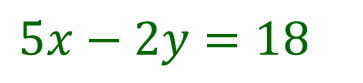 5x − 2y = 18